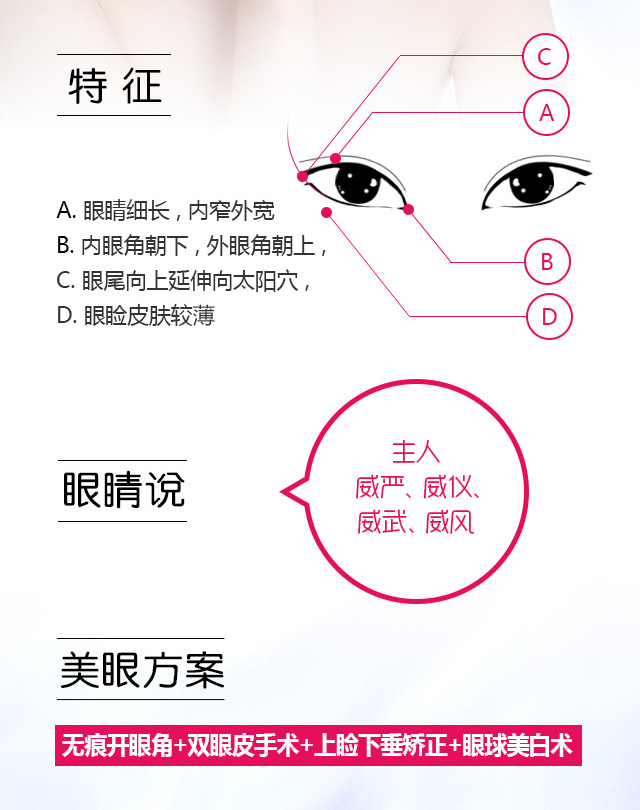 特征
C
A
A. 眼睛细长，内窄外宽
B. 内眼角朝下，外眼角朝上，
C. 眼尾向上延伸向太阳穴，
D. 眼睑皮肤较薄
B
D
眼睛说
主人
威严、威仪、
威武、威风
美眼方案
无痕开眼角+双眼皮手术+上睑下垂矫正+眼球美白术